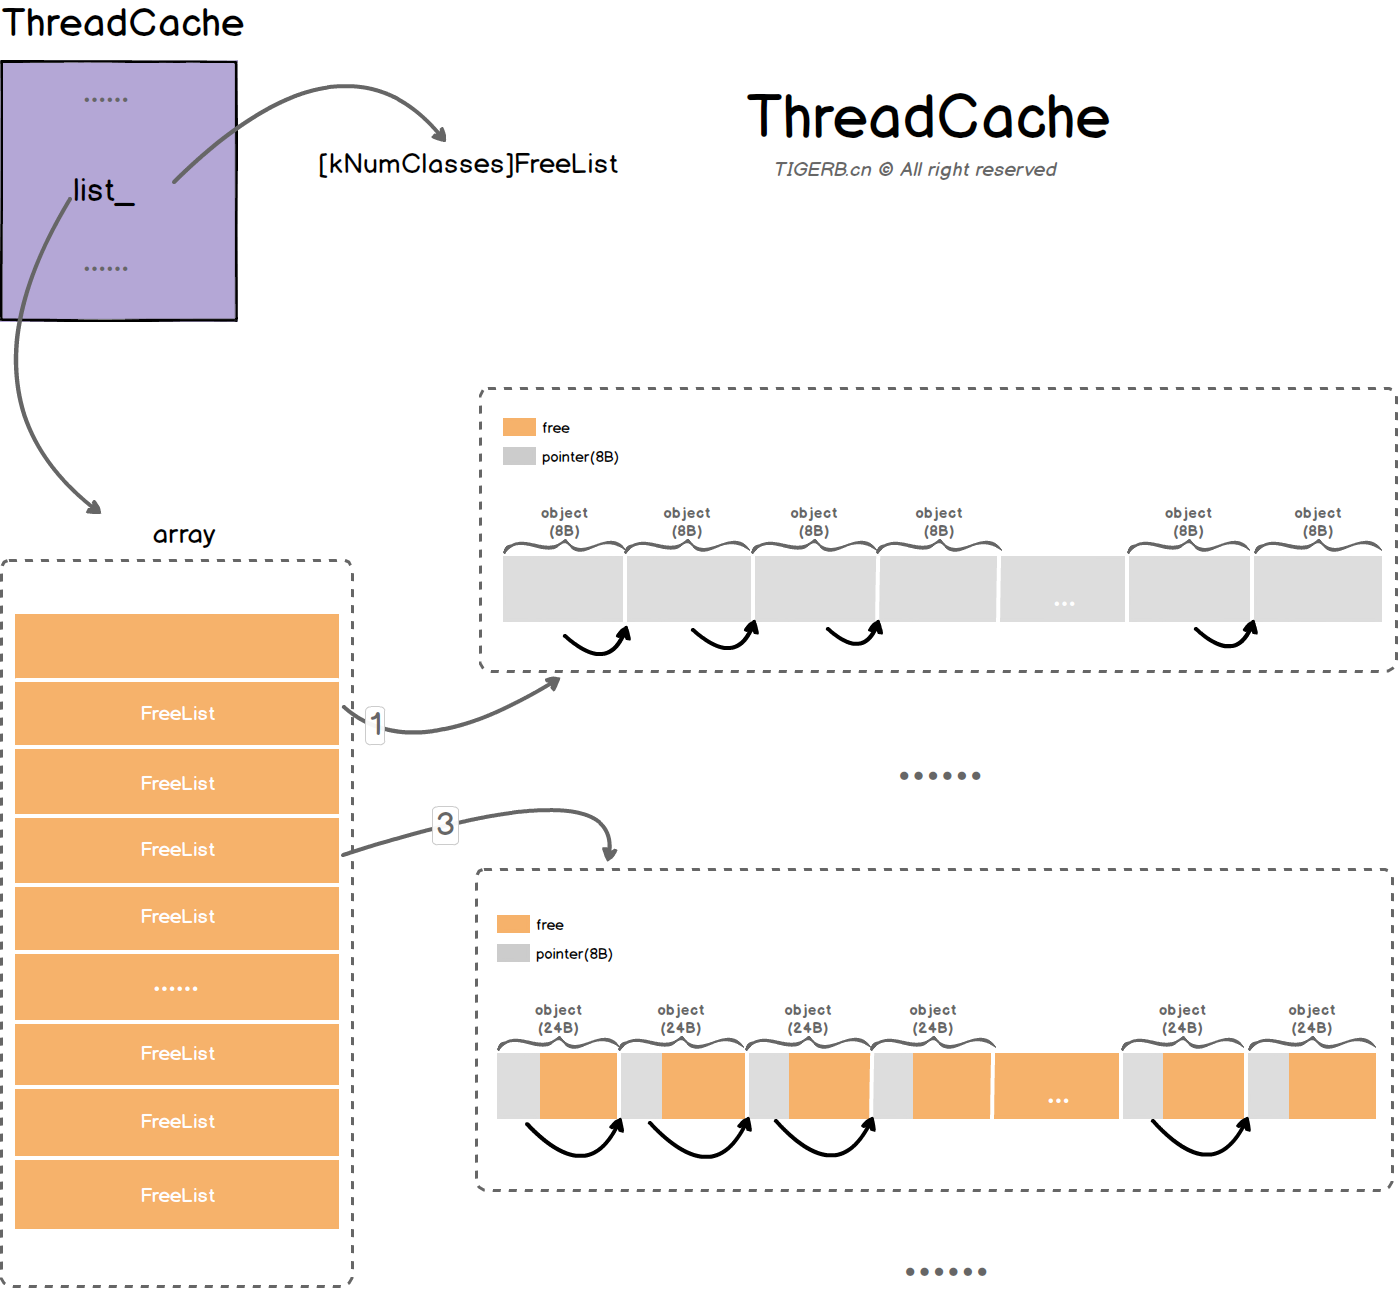 ThreadCache
......
list_
......
[kNumClasses]FreeList
ThreadCache
TIGERB.cn © All right reserved
array
FreeList
FreeList
FreeList
FreeList
......
FreeList
FreeList
FreeList
1
3
free
pointer(8B)
object
(8B)
object
(8B)
object
(8B)
object
(8B)
object
(8B)
object
(8B)
...
......
free
pointer(8B)
object
(24B)
object
(24B)
object
(24B)
object
(24B)
object
(24B)
object
(24B)
...
......